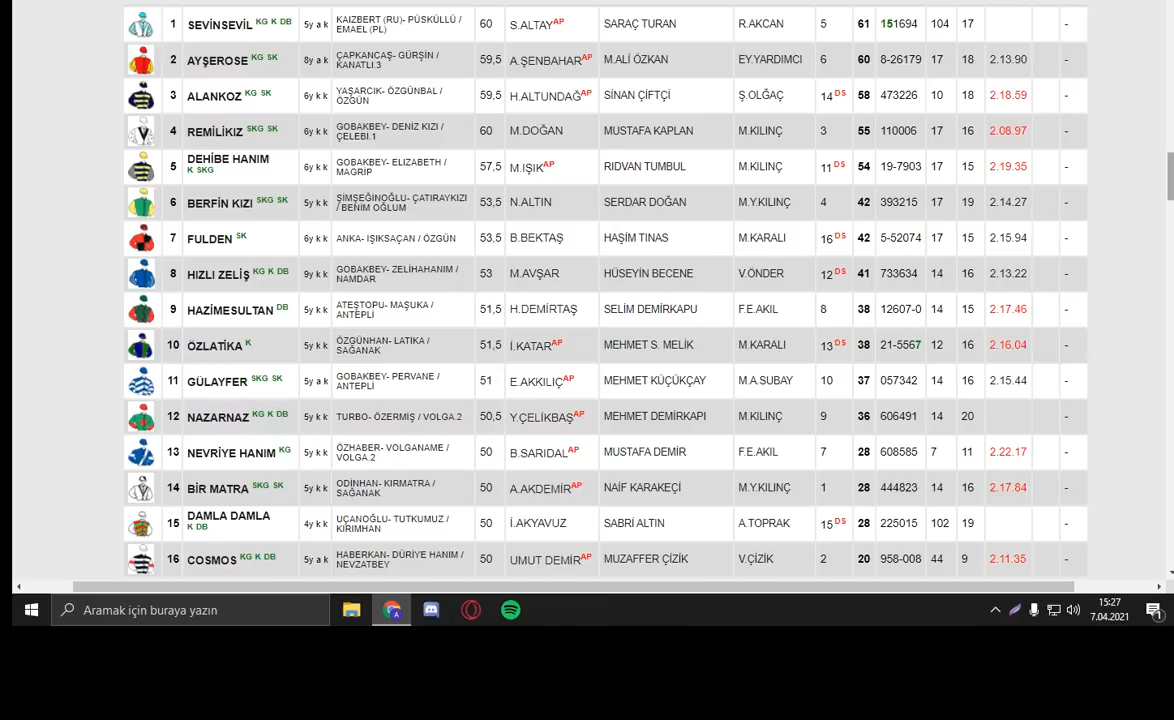 1 SEVİNSEVİL KG K DB 5y a k KAIZBERT (RU)- PÜSKÜLLÜ / EMAEL (PL) 60 S.ALTAY AP SARAÇ TURAN R.AKCAN 5 61 151694 104 17 -
2 AYŞEROSE KG SK 8y a k ÇAPKANCAŞ- GÜRŞİN / KANATLI.3 59,5 A.ŞENBAHAR AP M.ALİ ÖZKAN EY.YARDIMCI 6 60 8-26179 17 18 2.13.90 -
3 ALANKOZ KG SK 6y k k YAŞARCIK- ÖZGÜNBAL / ÖZGÜN 59,5 H.ALTUNDAĞ AP SİNAN ÇİFTÇİ Ş.OLĞAÇ 14 DS 58 473226 10 18 2.18.59 -
4 REMİLİKIZ SKG SK 6y k k GOBAKBEY- DENİZ KIZI / ÇELEBİ.1 60 M.DOĞAN MUSTAFA KAPLAN M.KILINÇ 3 55 110006 17 16 2.08.97 -
5 DEHİBE HANIM K SKG 6y k k GOBAKBEY- ELIZABETH / MAGRİP 57,5 M.IŞIK AP RIDVAN TUMBUL M.KILINÇ 11 DS 54 19-7903 17 15 2.19.35 -
6 BERFİN KIZI SKG SK 5y k k ŞİMŞEĞİNOĞLU- ÇATIRAYKIZI / BENİM OĞLUM 53,5 N.ALTIN SERDAR DOĞAN M.Y.KILINÇ 4 42 393215 17 19 2.14.27 -
7 FULDEN SK 6y k k ANKA- IŞIKSAÇAN / ÖZGÜN 53,5 B.BEKTAŞ HAŞİM TINAS M.KARALI 16 DS 42 5-52074 17 15 2.15.94 -
8 HIZLI ZELİŞ KG K DB 9y k k GOBAKBEY- ZELİHAHANIM / NAMDAR 53 M.AVŞAR HÜSEYİN BECENE V.ÖNDER 12 DS 41 733634 14 16 2.13.22 -
9 HAZİMESULTAN DB 5y k k ATEŞTOPU- MAŞUKA / ANTEPLİ 51,5 H.DEMİRTAŞ SELİM DEMİRKAPU F.E.AKIL 8 38 12607-0 14 15 2.17.46 -
10 ÖZLATİKA K 5y k k ÖZGÜNHAN- LATIKA / SAĞANAK 51,5 İ.KATAR AP MEHMET S. MELİK M.KARALI 13 DS 38 21-5567 12 16 2.16.04 -
11 GÜLAYFER SKG SK 5y a k GOBAKBEY- PERVANE / ANTEPLİ 51 E.AKKILIÇ AP MEHMET KÜÇÜKÇAY M.A.SUBAY 10 37 057342 14 16 2.15.44 -
12 NAZARNAZ KG K DB 5y k k TURBO- ÖZERMİŞ / VOLGA.2 50,5 Y.ÇELİKBAŞ AP MEHMET DEMİRKAPI M.KILINÇ 9 36 606491 14 20 -
13 NEVRİYE HANIM KG 5y k k ÖZHABER- VOLGANAME / VOLGA.2 50 B.SARIDAL AP MUSTAFA DEMİR F.E.AKIL 7 28 608585 7 11 2.22.17 -
14 BİR MATRA SKG SK 5y k k ODİNHAN- KIRMATRA / SAĞANAK 50 A.AKDEMİR AP NAİF KARAKEÇİ M.Y.KILINÇ 1 28 444823 14 16 2.17.84 -
15 DAMLA DAMLA K DB 4y k k UÇANOĞLU- TUTKUMUZ / KIRIMHAN 50 İ.AKYAVUZ SABRİ ALTIN A.TOPRAK 15 DS 28 225015 102 19 -
16 COSMOS KG K DB 5y a k HABERKAN- DÜRİYE HANIM / NEVZATBEY 50 UMUT DEMİR AP MUZAFFER ÇİZİK V.ÇİZİK 2 20 958-008 44 9 2.11.35 -
Aramak için buraya yazın
15:27
7.04.2021
1